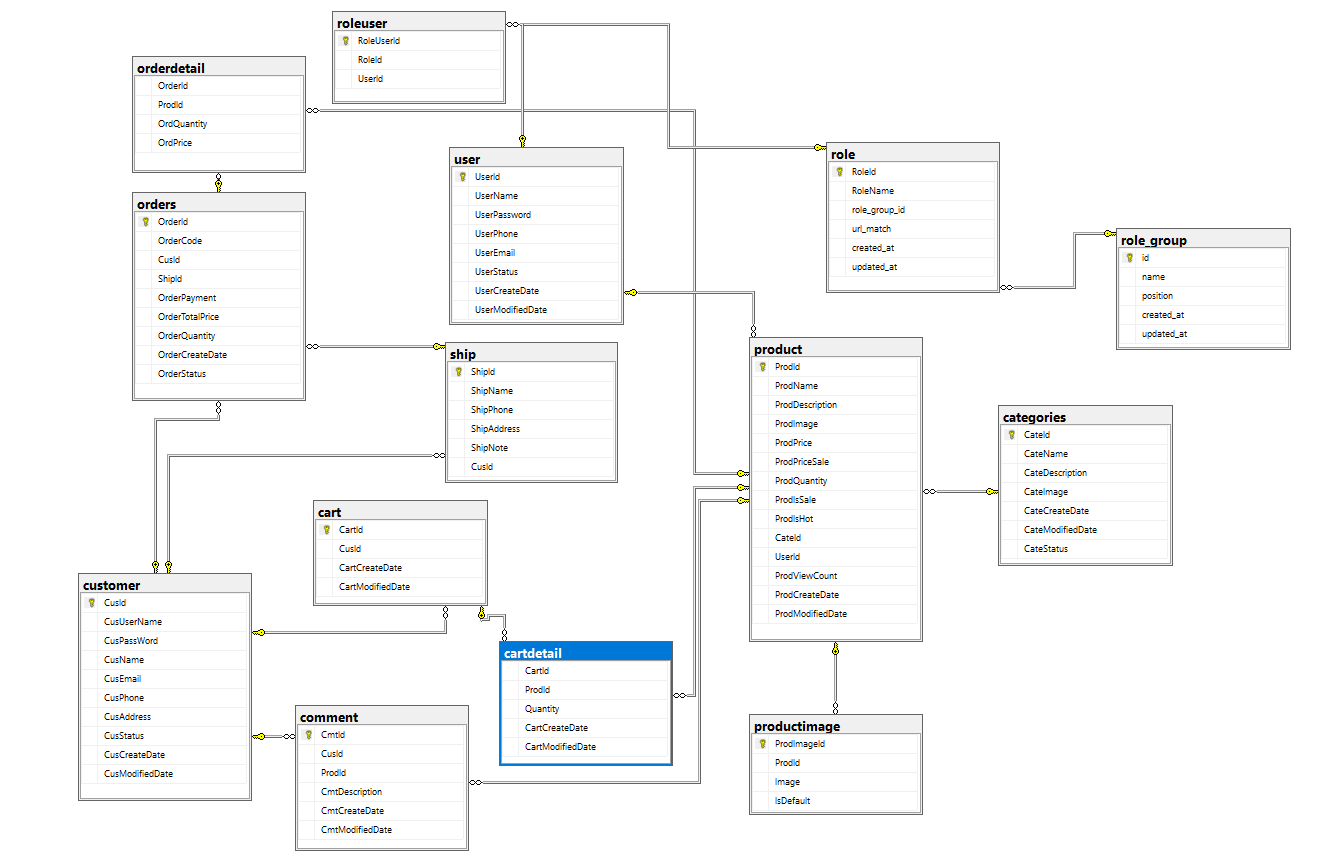 roleuser
RoleUserId
RoleId
UserId
orderdetail
OrderId
ProdId
OrdQuantity
OrdPrice
user
UserId
UserName
UserPassword
UserPhone
UserEmail
UserStatus
UserCreateDate
UserModifiedDate
role
RoleId
RoleName
role_group_id
url_match
created_at
updated_at
orders
OrderId
OrderCode
CusId
ShipId
OrderPayment
OrderTotalPrice
OrderQuantity
OrderCreateDate
OrderStatus
role_group
id
name
position
created_at
updated_at
ship
ShipId
ShipName
ShipPhone
ShipAddress
ShipNote
CusId
product
ProdId
ProdName
ProdDescription
ProdImage
ProdPrice
ProdPriceSale
ProdQuantity
ProdIsSale
ProdIsHot
CateId
UserId
ProdViewCount
ProdCreateDate
ProdModifiedDate
categories
CateId
CateName
CateDescription
CateImage
CateCreateDate
CateModifiedDate
CateStatus
cart
CartId
CusId
CartCreateDate
CartModifiedDate
customer
CusId
CusUserName
CusPassWord
CusName
CusEmail
CusPhone
CusAddress
CusStatus
CusCreateDate
CusModifiedDate
cartdetail
CartId
ProdId
Quantity
CartCreateDate
CartModifiedDate
comment
CmtId
CusId
ProdId
CmtDescription
CmtCreateDate
CmtModifiedDate
productimage
ProdImageId
ProdId
Image
IsDefault